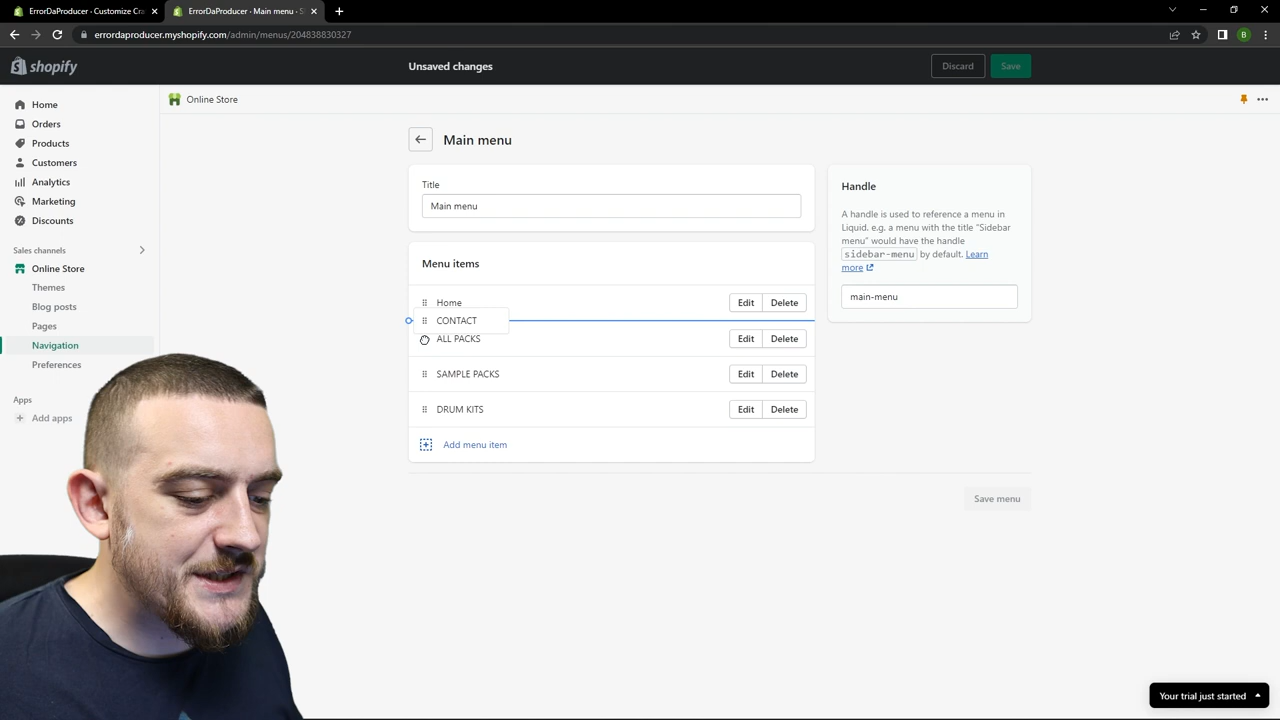 ErrorDaProducer · Customize Cra
ErrorDaProducer · Main menu · S
errordaproducer.myshopify.com/admin/menus/204838830327
B
shopify
Unsaved changes
Discard
Save
Home
Orders
Products
Customers
Analytics
Marketing
Discounts
Sales channels
Online Store
Themes
Blog posts
Pages
Navigation
Preferences
Apps
Add apps
Online Store
Main menu
Title
Main menu
Menu items
Home
Edit
Delete
CONTACT
ALL PACKS
Edit
Delete
SAMPLE PACKS
Edit
Delete
DRUM KITS
Edit
Delete
Add menu item
Handle
A handle is used to reference a menu in
Liquid. e.g. a menu with the title "Sidebar
menu" would have the handle
sidebar-menu by default. Learn
more
main-menu
Save menu
Your trial just started